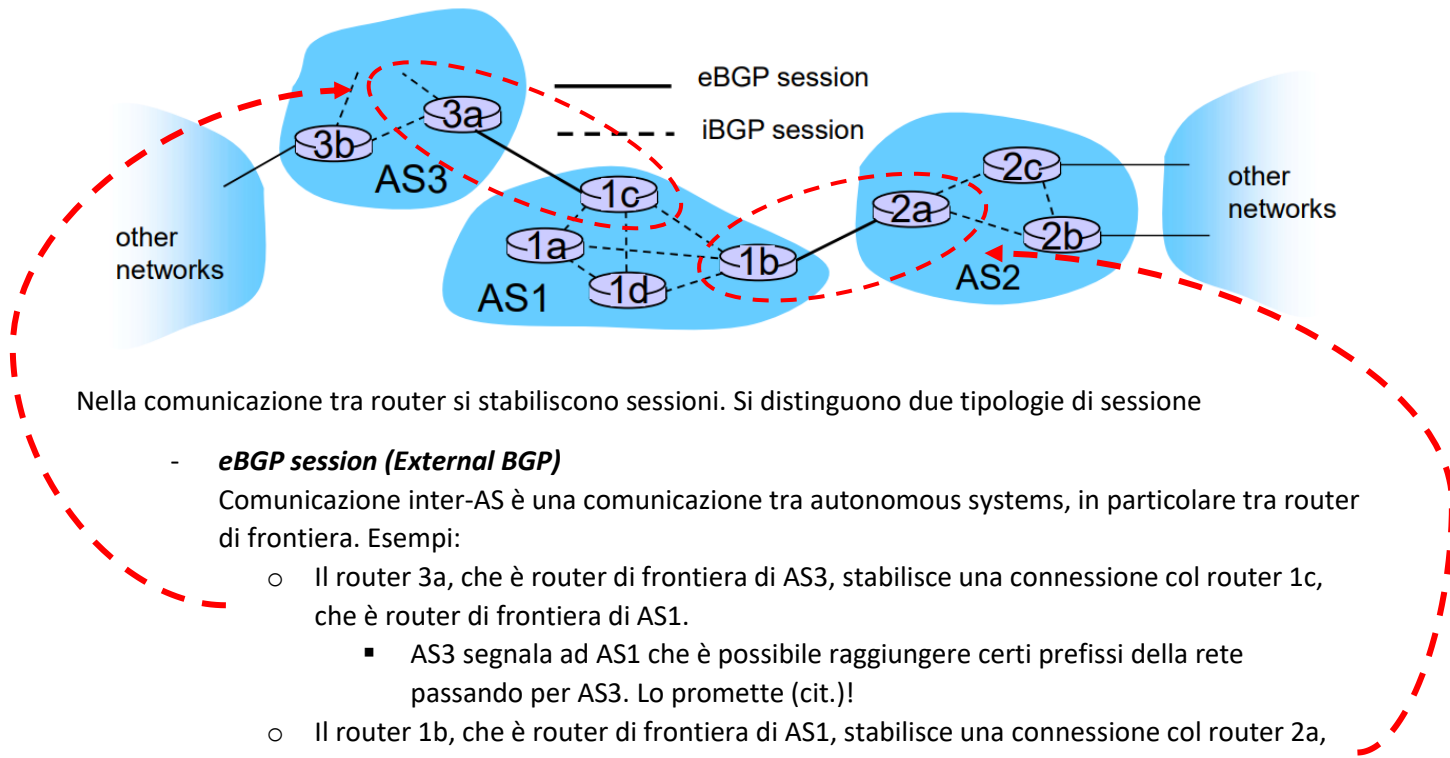 eBGP session
iBGP session
3b
3a
AS3
other
networks
1c
1a
1b
1d
AS1
2c
2a
2b
AS2
other
networks
Nella comunicazione tra router si stabiliscono sessioni. Si distinguono due tipologie di sessione
- eBGP session (External BGP)
Comunicazione inter-AS è una comunicazione tra autonomous systems, in particolare tra router
di frontiera. Esempi:
o Il router 3a, che è router di frontiera di AS3, stabilisce una connessione col router 1c,
che è router di frontiera di AS1.
▪ AS3 segnala ad AS1 che è possibile raggiungere certi prefissi della rete
passando per AS3. Lo promette (cit.)!
o Il router 1b, che è router di frontiera di AS1, stabilisce una connessione col router 2a,